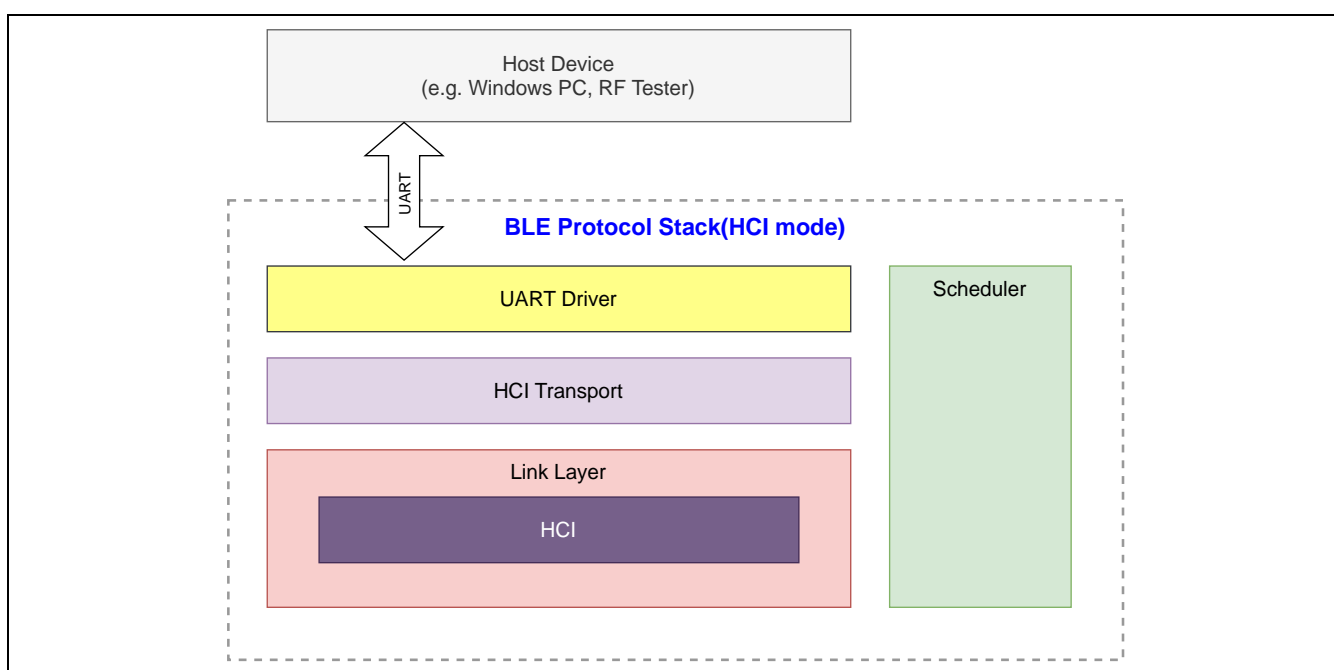 Host Device
(e.g. Windows PC, RF Tester)
UART
BLE Protocol Stack(HCI mode)
UART Driver
Scheduler
HCI Transport
Link Layer
HCI